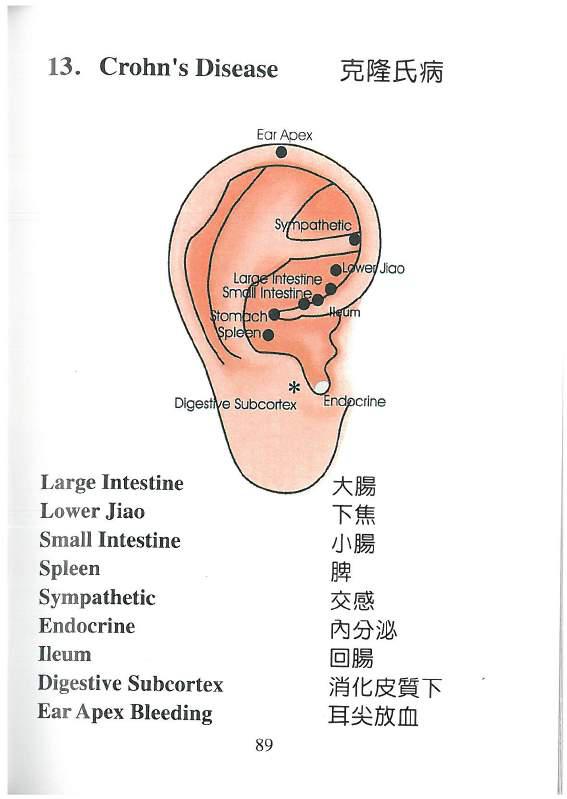 13. Crohn's Disease 克隆氏病
Ear Apex
Sympathetic
Lower Jiao
Large Intestine
Small Intestine
Ileum
Stomach
Spleen
Digestive Subcortex
*
Endocrine
Large Intestine 大腸
Lower Jiao 下焦
Small Intestine 小腸
Spleen 脾
Sympathetic 交感
Endocrine 內分泌
Ileum 回腸
Digestive Subcortex 消化皮質下
Ear Apex Bleeding 耳尖放血
89